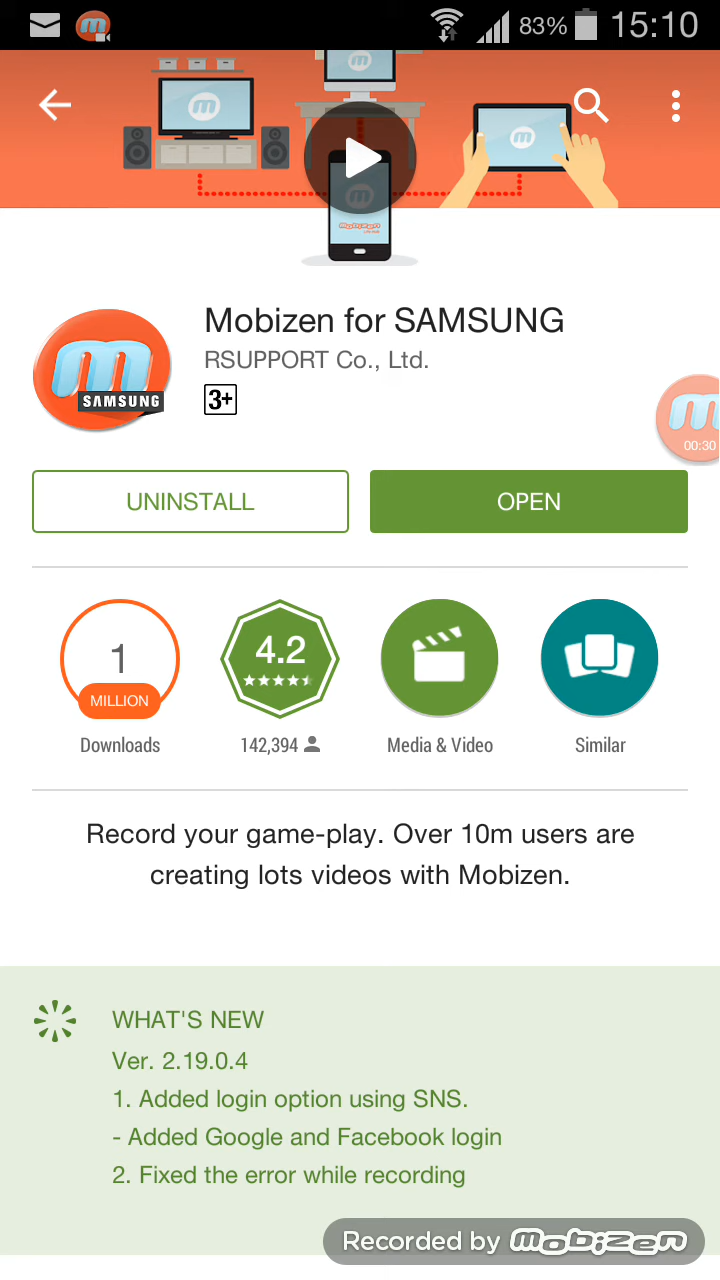 83% 15:10
m
m
m
m
mobizen
Mobizen for SAMSUNG
m
SAMSUNG
RSUPPORT Co., Ltd.
3+
m
00:30
UNINSTALL
OPEN
1
MILLION
4.2
Downloads
142,394
Media & Video
Similar
Record your game-play. Over 10m users are
creating lots videos with Mobizen.
WHAT'S NEW
Ver. 2.19.0.4
1. Added login option using SNS.
- Added Google and Facebook login
2. Fixed the error while recording
Recorded by mobizen